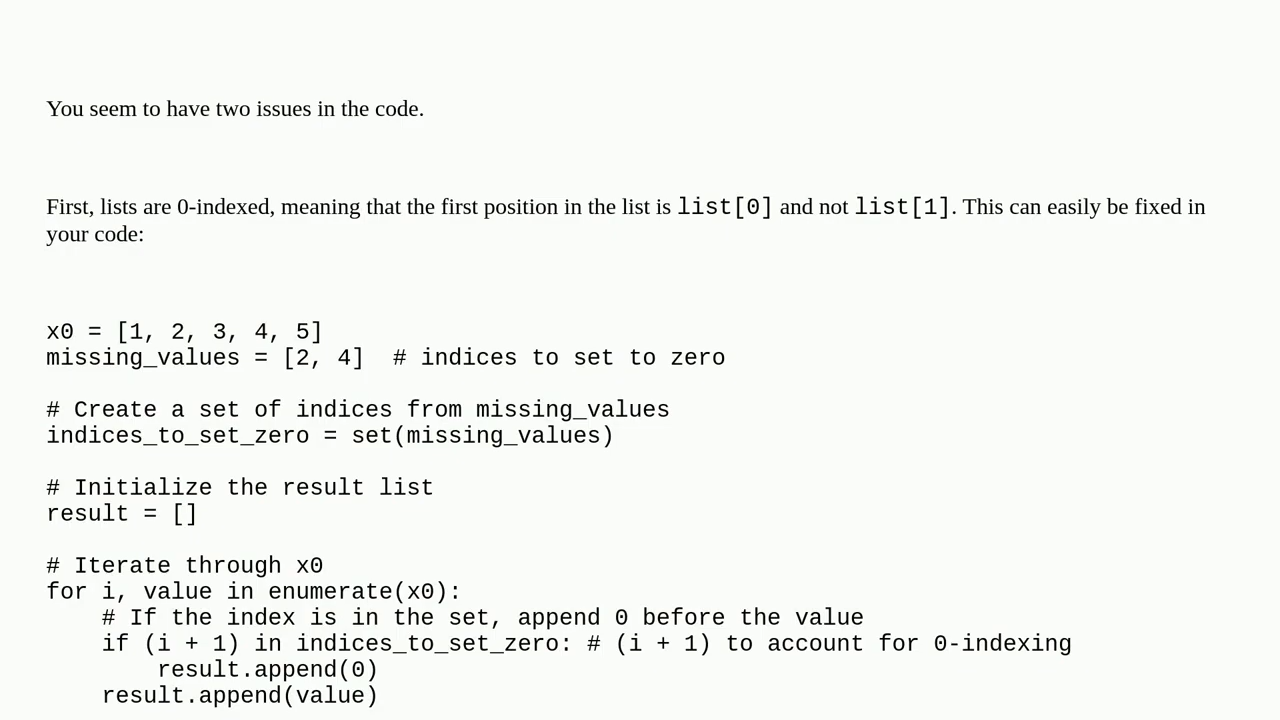 You seem to have two issues in the code.
First, lists are 0-indexed, meaning that the first position in the list is list[0] and not list[1]. This can easily be fixed in
your code:
x0 = [1, 2, 3, 4, 5]
missing_values = [2, 4]  # indices to set to zero
# Create a set of indices from missing_values
indices_to_set_zero = set(missing_values)
# Initialize the result list
result = []
# Iterate through x0
for i, value in enumerate(x0):
    # If the index is in the set, append 0 before the value
    if (i + 1) in indices_to_set_zero: # (i + 1) to account for 0-indexing
        result.append(0)
    result.append(value)